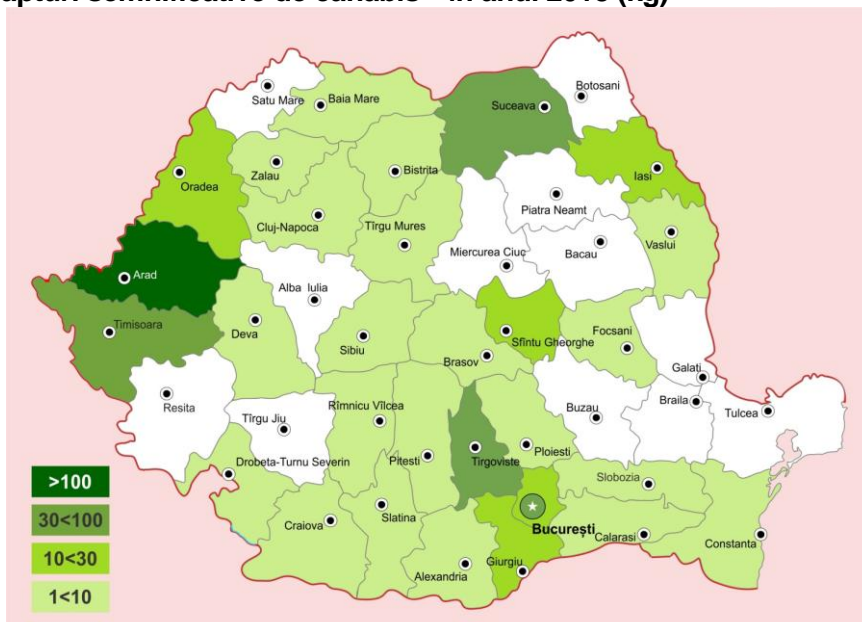 semnificative de canabis în anul (kg)
Botosani
Satu Mare
Baia Mare
Suceava
Oradea
Zalau
Bistrita
Iasi
Piatra Neamt
Cluj-Napoca
Tîrgu Mures
Vaslui
Miercurea Ciuc
Bacau
Arad
Alba Iulia
Timisoara
Deva
Sibiu
Sfîntu Gheorghe
Focsani
Brasov
Galati
Resita
Rîmnicu Vîlcea
Braila
Tulcea
Buzau
Tîrgu Jiu
Ploiesti
Drobeta-Turnu Severin
Pitesti
Tirgoviste
Slobozia
>100
30<100
10<30
1<10
Craiova
Slatina
București
Calarasi
Constanta
Giurgiu
Alexandria